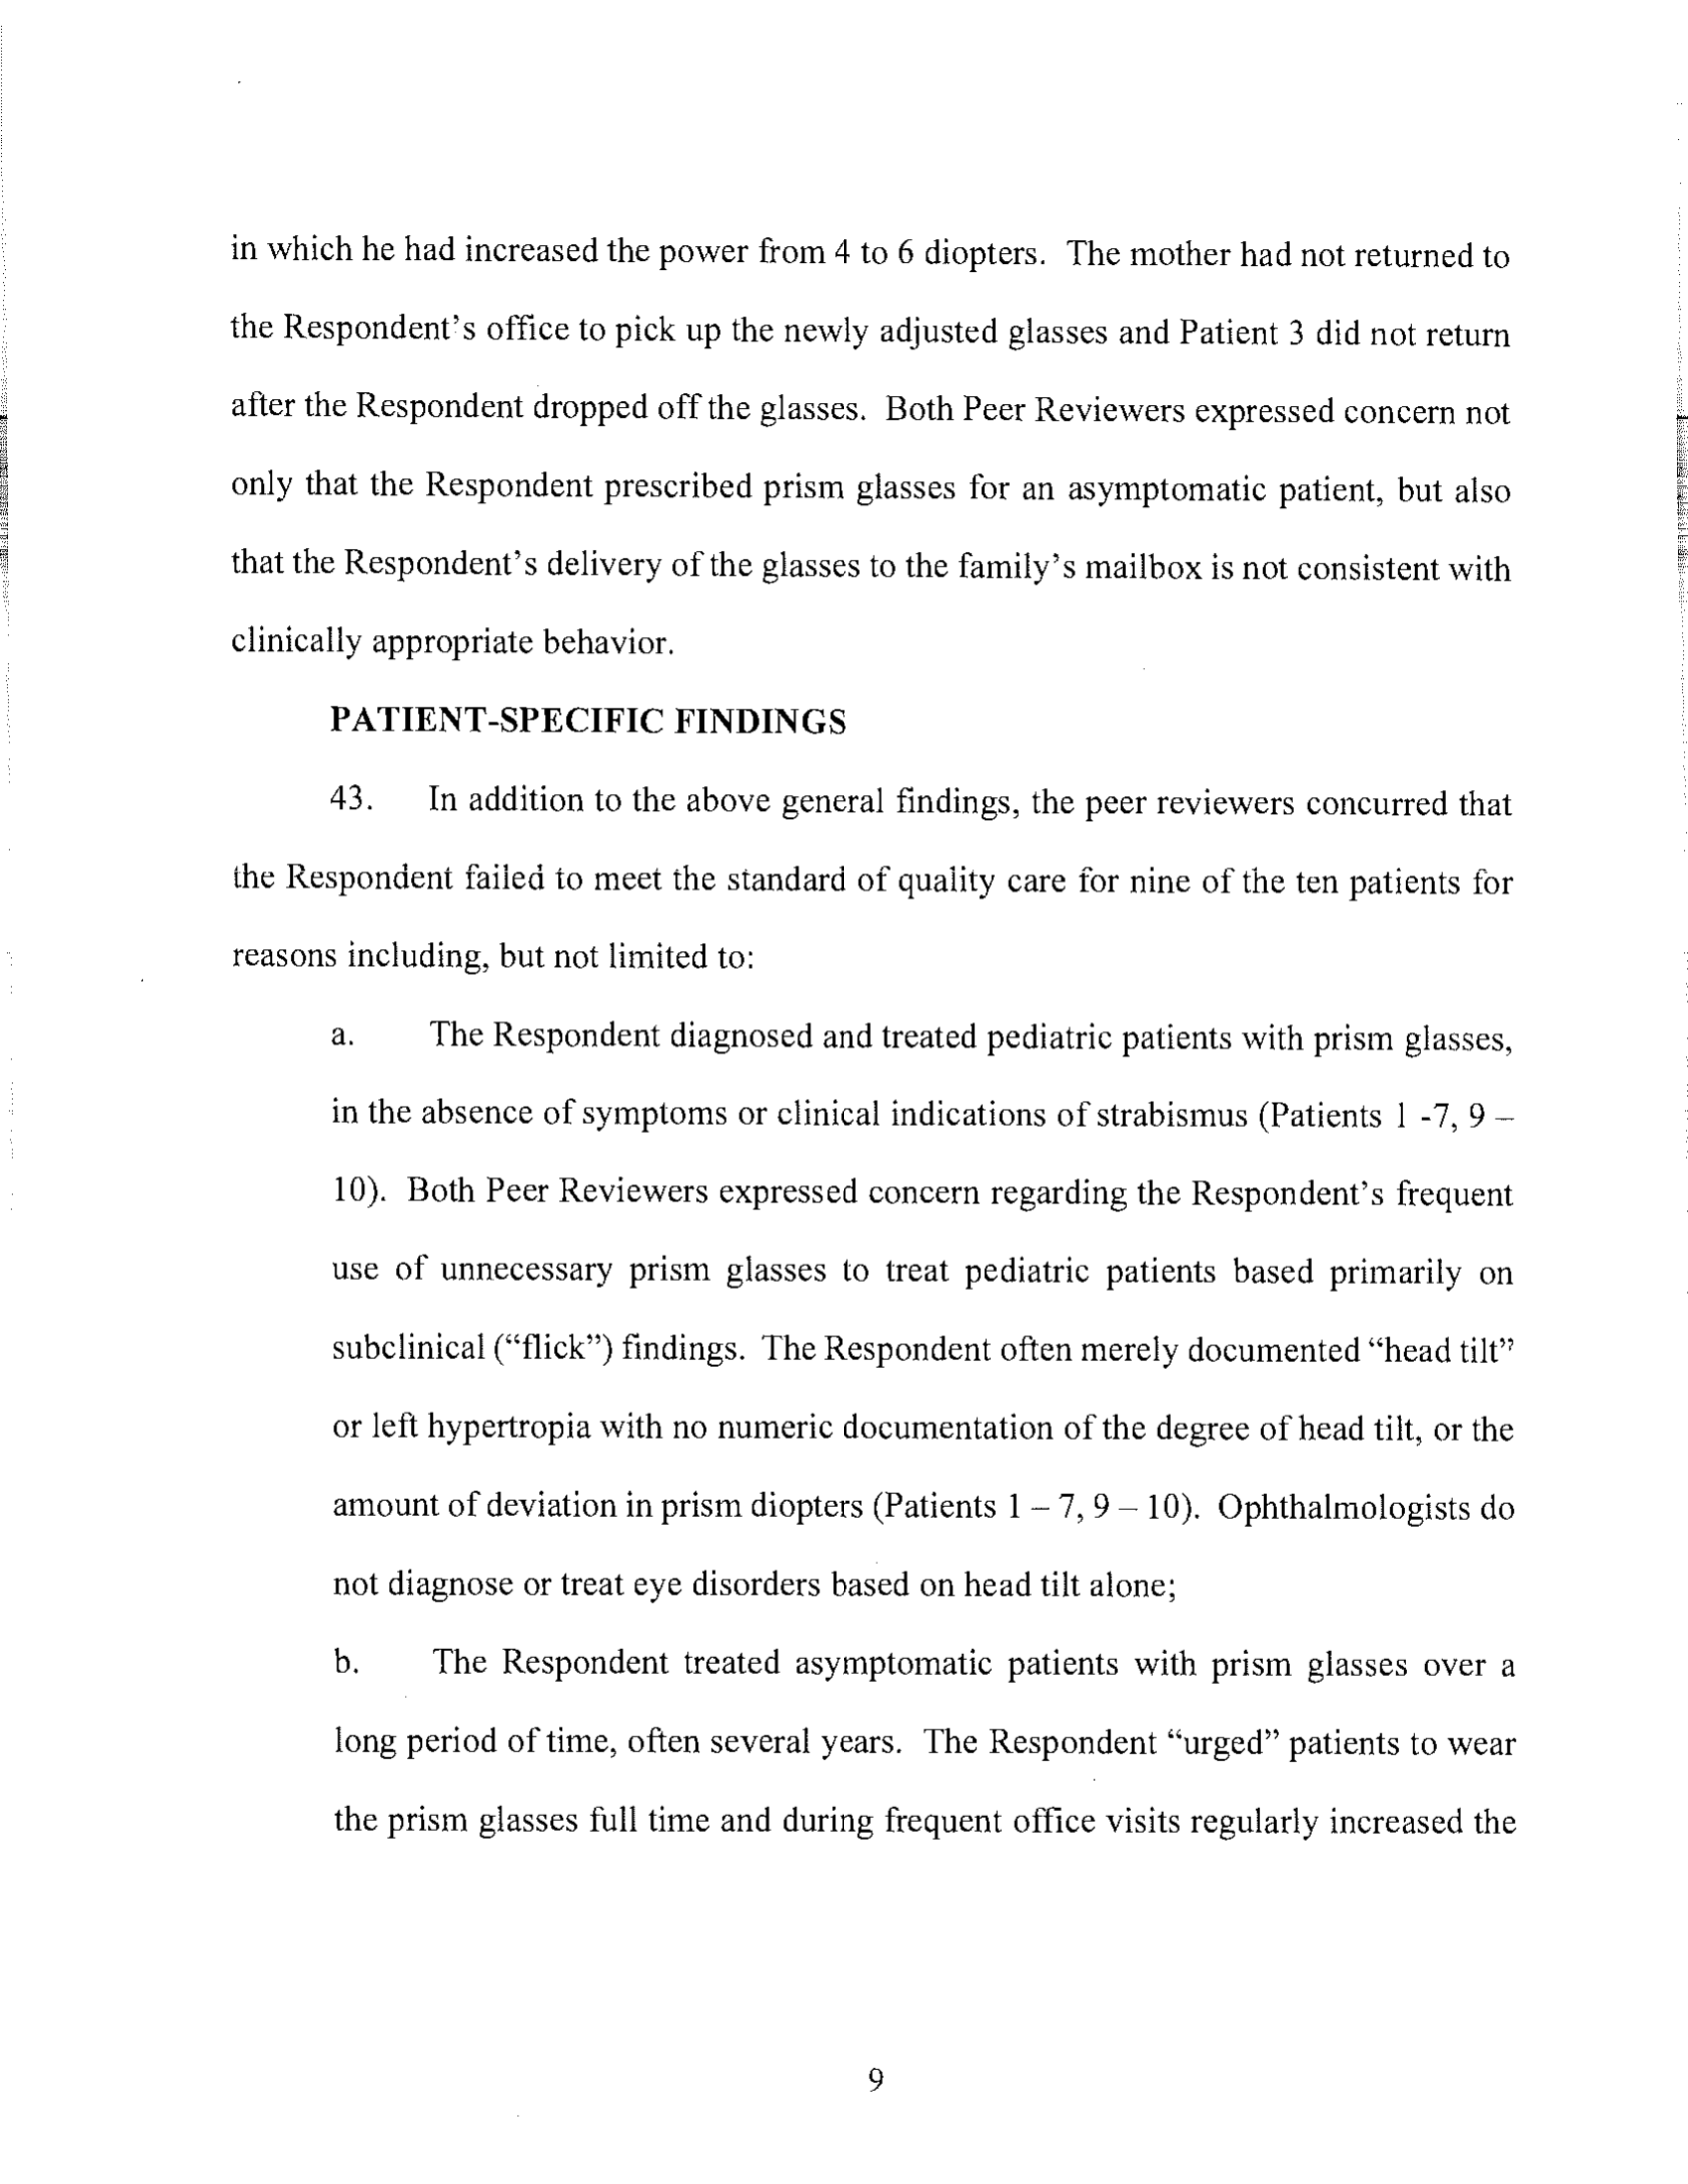 in which he had increased the power from 4 to 6 diopters. The mother had not returned to
the Respondent's office to pick up the newly adjusted glasses and Patient 3 did not return
after the Respondent dropped off the glasses. Both Peer Reviewers expressed concern not
only that the Respondent prescribed prism glasses for an asymptomatic patient, but also
that the Respondent's delivery of the glasses to the family's mailbox is not consistent with
clinically appropriate behavior.
PATIENT-SPECIFIC FINDINGS
43. In addition to the above general findings, the peer reviewers concurred that
the Respondent failed to meet the standard of quality care for nine of the ten patients for
reasons including, but not limited to:
a. The Respondent diagnosed and treated pediatric patients with prism glasses,
in the absence of symptoms or clinical indications of strabismus (Patients 1 -7, 9 –
10). Both Peer Reviewers expressed concern regarding the Respondent's frequent
use of unnecessary prism glasses to treat pediatric patients based primarily on
subclinical ("flick") findings. The Respondent often merely documented "head tilt"
or left hypertropia with no numeric documentation of the degree of head tilt, or the
amount of deviation in prism diopters (Patients 1 – 7, 9 – 10). Ophthalmologists do
not diagnose or treat eye disorders based on head tilt alone;
b. The Respondent treated asymptomatic patients with prism glasses over a
long period of time, often several years. The Respondent "urged" patients to wear
the prism glasses full time and during frequent office visits regularly increased the
9